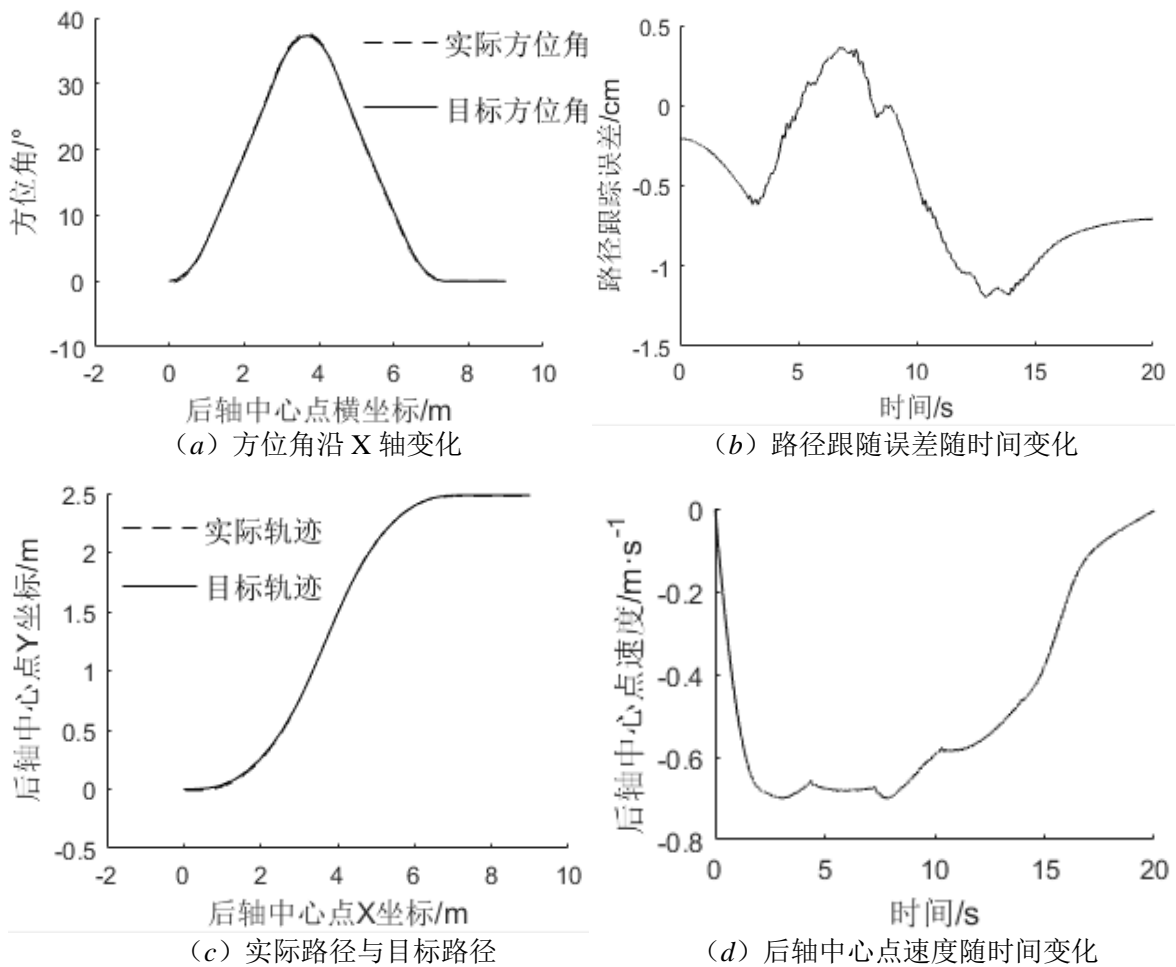 40
30
20
10
0
-10
-2
0
2
4
6
8
10
方位角/°
后轴中心点横坐标/m
实际方位角
目标方位角
(a)方位角沿 X 轴变化
0.5
0
-0.5
-1
-1.5
0
5
10
15
20
路径跟踪误差/cm
时间/s
(b)路径跟随误差随时间变化
2.5
2
1.5
1
0.5
0
-0.5
-2
0
2
4
6
8
10
后轴中心点Y坐标/m
后轴中心点X坐标/m
实际轨迹
目标轨迹
(c)实际路径与目标路径
0
-0.2
-0.4
-0.6
-0.8
0
5
10
15
20
后轴中心点速度/m·s⁻¹
时间/s
(d)后轴中心点速度随时间变化